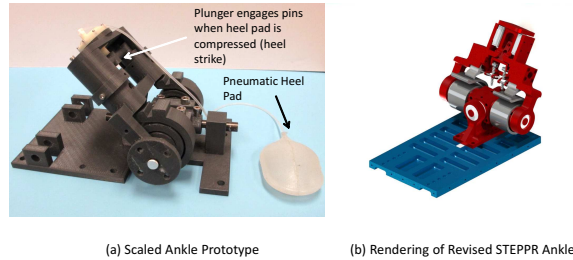 Plunger engages pins
when heel pad is
compressed (heel
strike)
Pneumatic Heel
Pad
(a) Scaled Ankle Prototype
(b) Rendering of Revised STEPPR Ankle